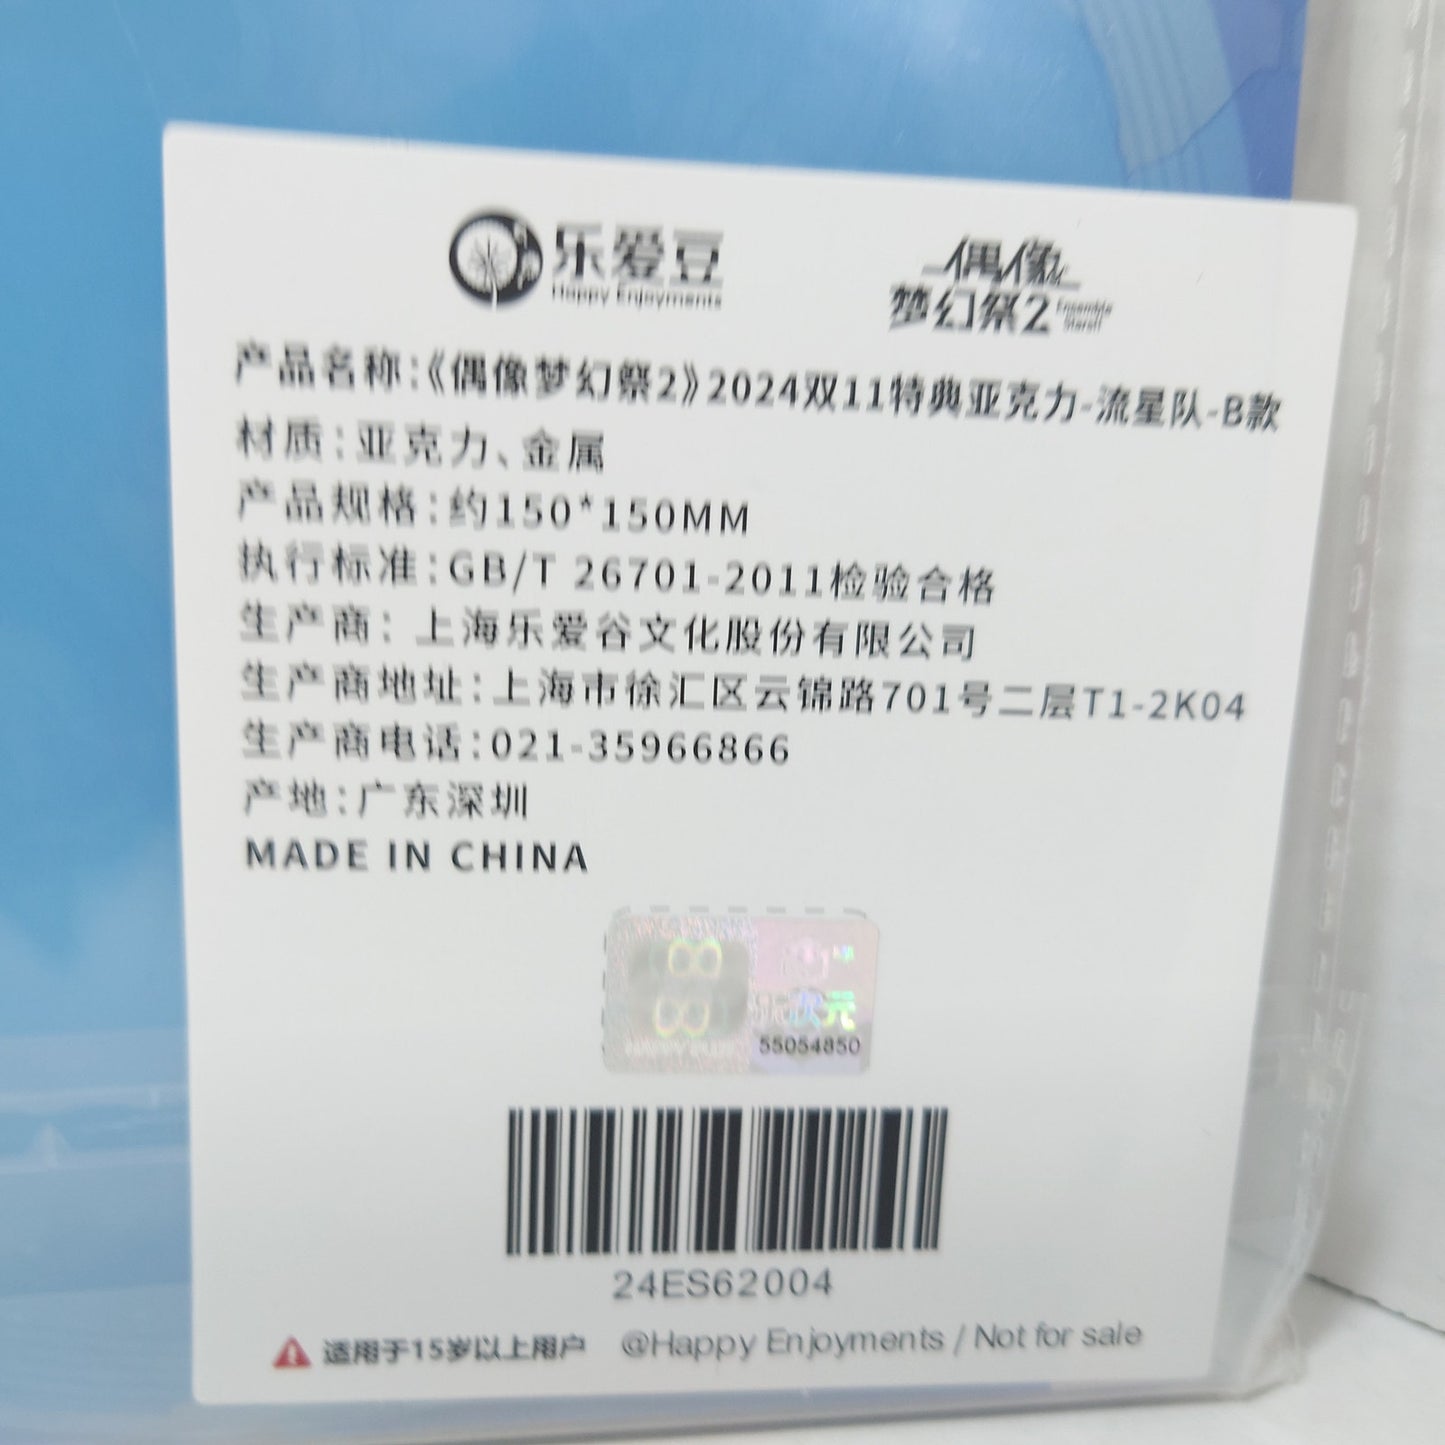 乐爱豆
Happy Enjoyments
偶像
梦幻祭2
Ensemble
Stars!!
产品名称:《偶像梦幻祭2》2024双11特典亚克力-流星队-B款
材质:亚克力、金属
产品规格:约150*150MM
执行标准:GB/T 26701-2011检验合格
生产商: 上海乐爱谷文化股份有限公司
生产商地址:上海市徐汇区云锦路701号二层T1-2K04
生产商电话:021-35966866
产地:广东深圳
MADE IN CHINA
次元
55054850
24ES62004
适用于15岁以上用户 @Happy Enjoyments / Not for sale